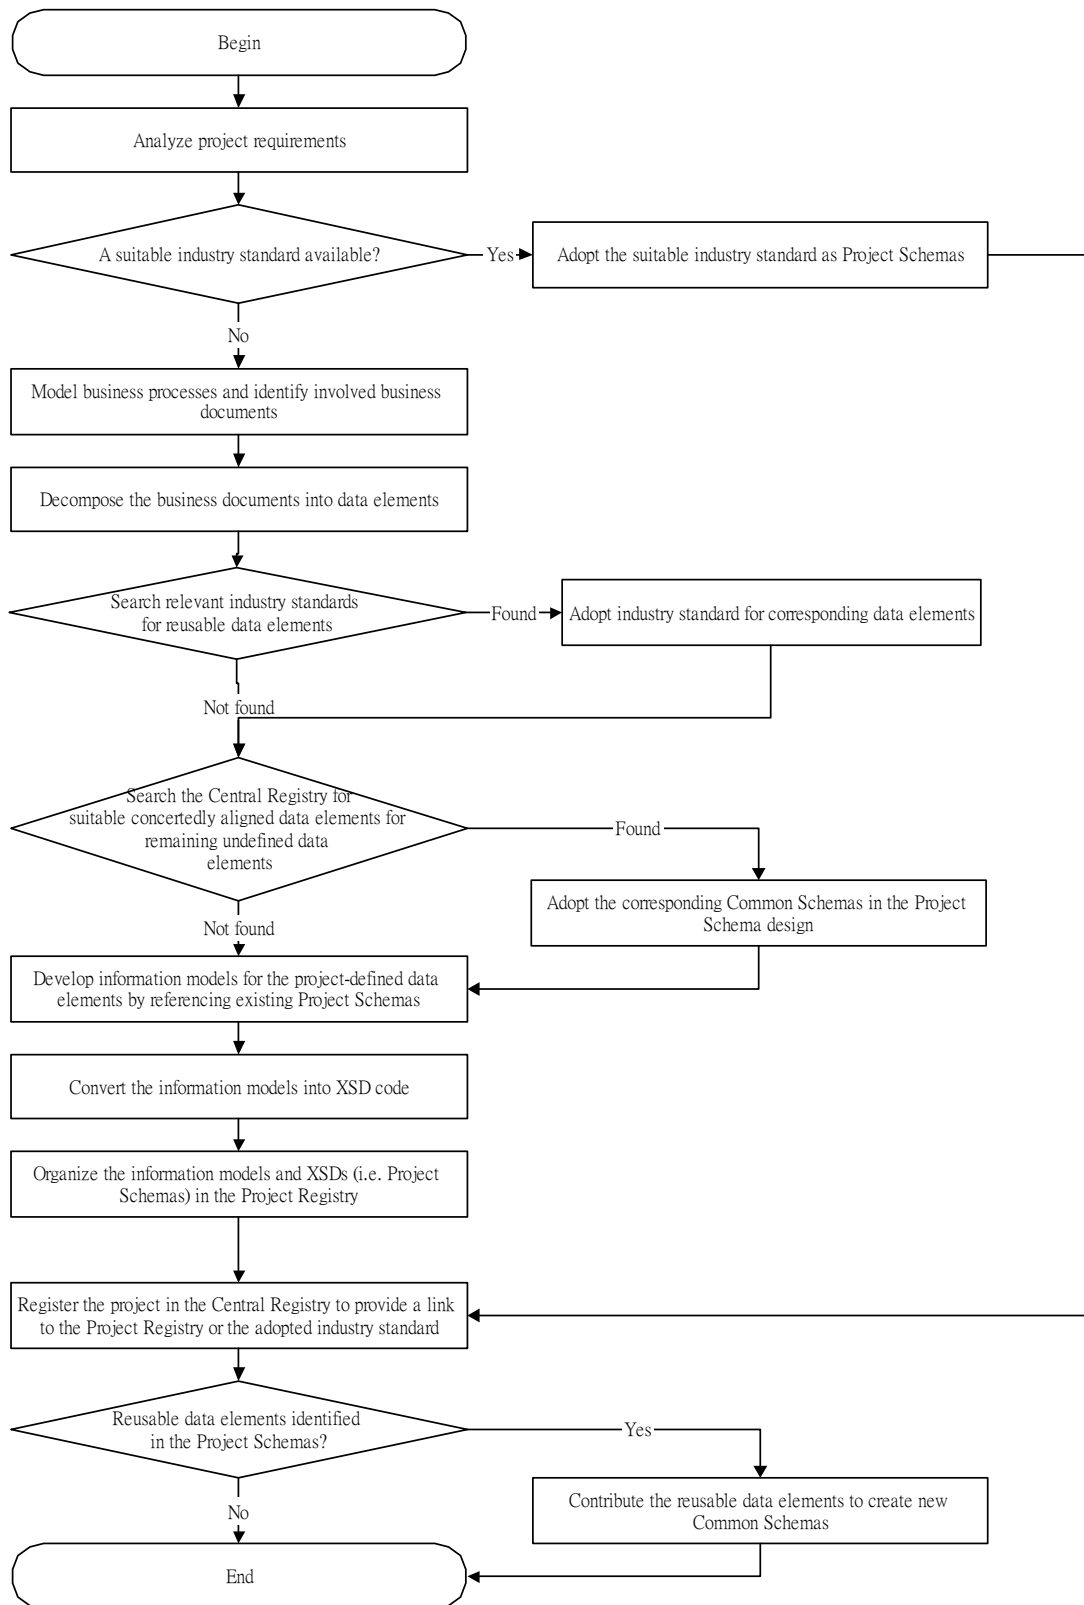 Begin
Analyze project requirements
A suitable industry standard available?
Yes
Adopt the suitable industry standard as Project Schemas
No
Model business processes and identify involved business
documents
Decompose the business documents into data elements
Search relevant industry standards
for reusable data elements
Found
Adopt industry standard for corresponding data elements
Not found
Search the Central Registry for
suitable concertedly aligned data elements for
remaining undefined data
elements
Found
Adopt the corresponding Common Schemas in the Project
Schema design
Not found
Develop information models for the project-defined data
elements by referencing existing Project Schemas
Convert the information models into XSD code
Organize the information models and XSDs (i.e. Project
Schemas) in the Project Registry
Register the project in the Central Registry to provide a link
to the Project Registry or the adopted industry standard
Reusable data elements identified
in the Project Schemas?
Yes
Contribute the reusable data elements to create new
Common Schemas
No
End